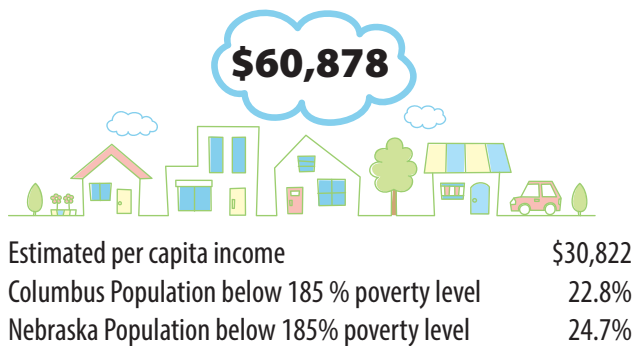 $60,878
Estimated per capita income $30,822
Columbus Population below 185 % poverty level 22.8%
Nebraska Population below 185% poverty level 24.7%